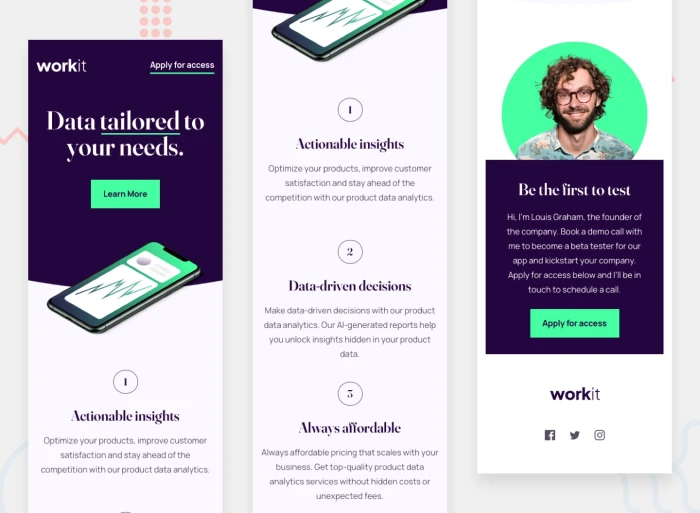 workit
Apply for access
Data tailored to
your needs.
Learn More
1
Actionable insights
Optimize your products, improve customer
satisfaction and stay ahead of the
competition with our product data analytics.
1
Actionable insights
Optimize your products, improve customer
satisfaction and stay ahead of the
competition with our product data analytics.
2
Data-driven decisions
Make data-driven decisions with our product
data analytics. Our AI-generated reports help
you unlock insights hidden in your product
data.
3
Always affordable
Always affordable pricing that scales with your
business. Get top-quality product data
analytics services without hidden costs or
unexpected fees.
Be the first to test
Hi, I'm Louis Graham, the founder of
the company. Book a demo call with
me to become a beta tester for our
app and kickstart your company.
Apply for access below and I'll be in
touch to schedule a call.
Apply for access
workit